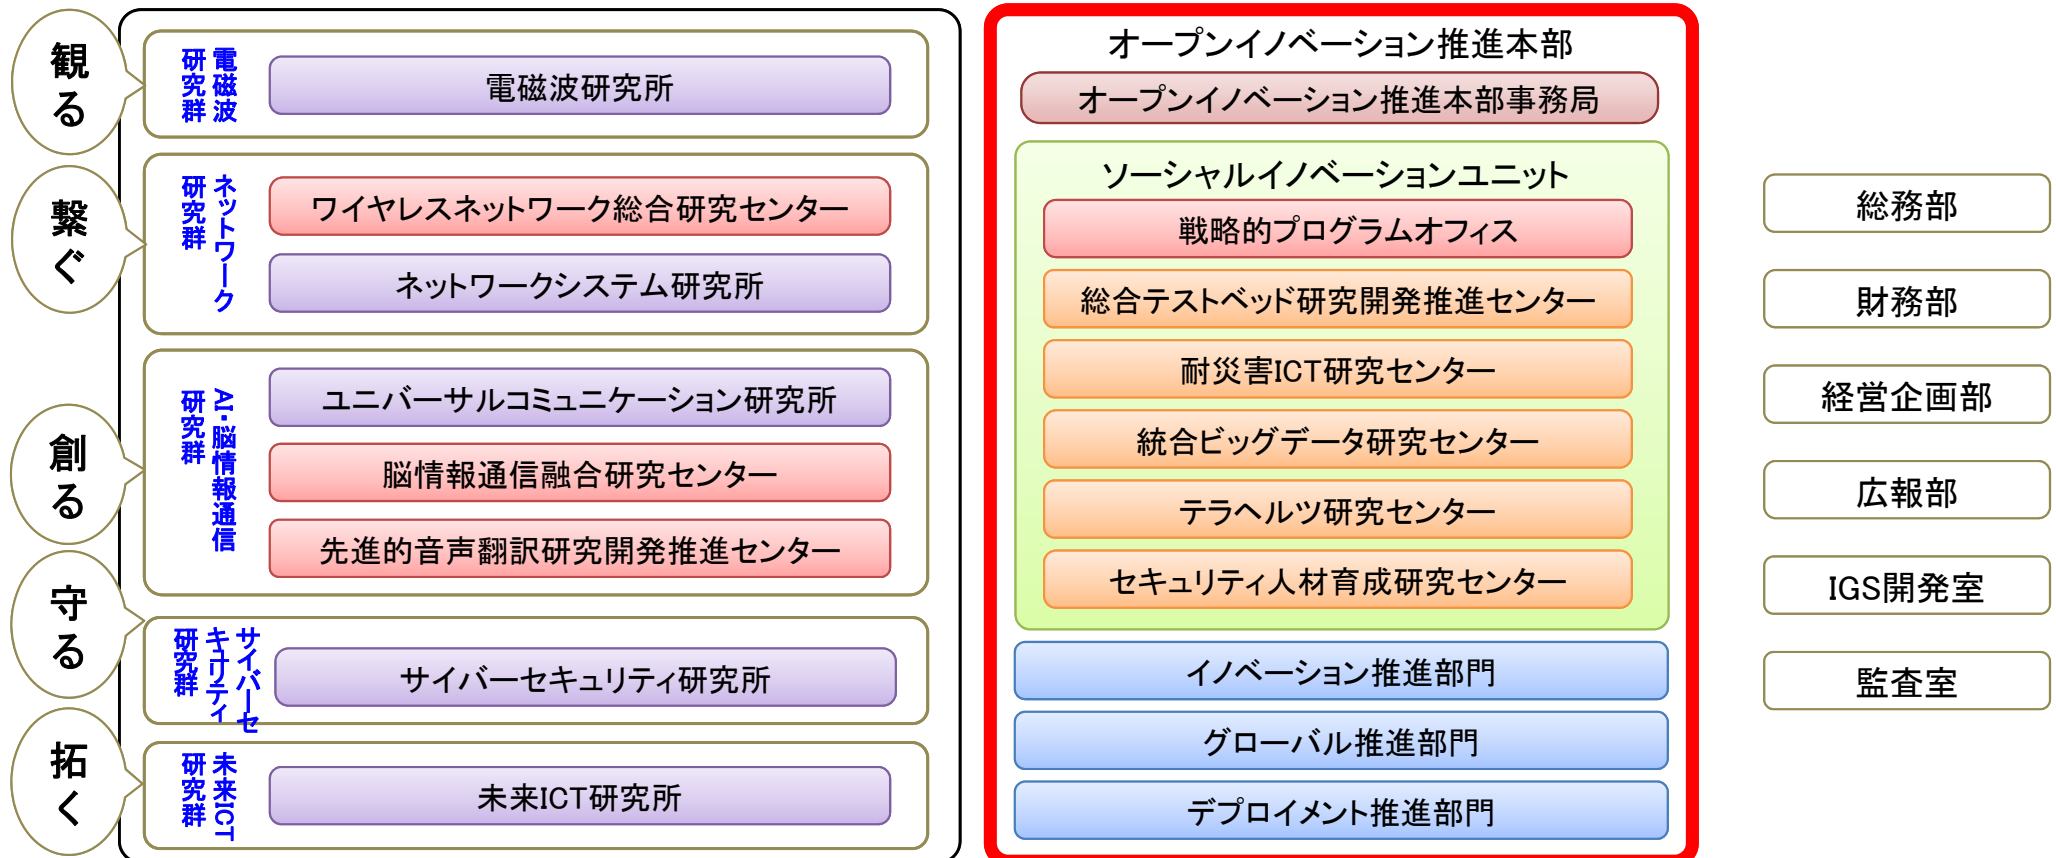 観る
電磁波
研究群
電磁波研究所
繋ぐ
ネットワーク
研究群
ワイヤレスネットワーク総合研究センター
ネットワークシステム研究所
創る
AI・脳情報通信
研究群
ユニバーサルコミュニケーション研究所
脳情報通信融合研究センター
先進的音声翻訳研究開発推進センター
守る
サイバーセ
キュリティ
研究群
サイバーセキュリティ研究所
拓く
未来ICT
研究群
未来ICT研究所
オープンイノベーション推進本部
オープンイノベーション推進本部事務局
ソーシャルイノベーションユニット
戦略的プログラムオフィス
総合テストベッド研究開発推進センター
耐災害ICT研究センター
統合ビッグデータ研究センター
テラヘルツ研究センター
セキュリティ人材育成研究センター
イノベーション推進部門
グローバル推進部門
デプロイメント推進部門
総務部
財務部
経営企画部
広報部
IGS開発室
監査室